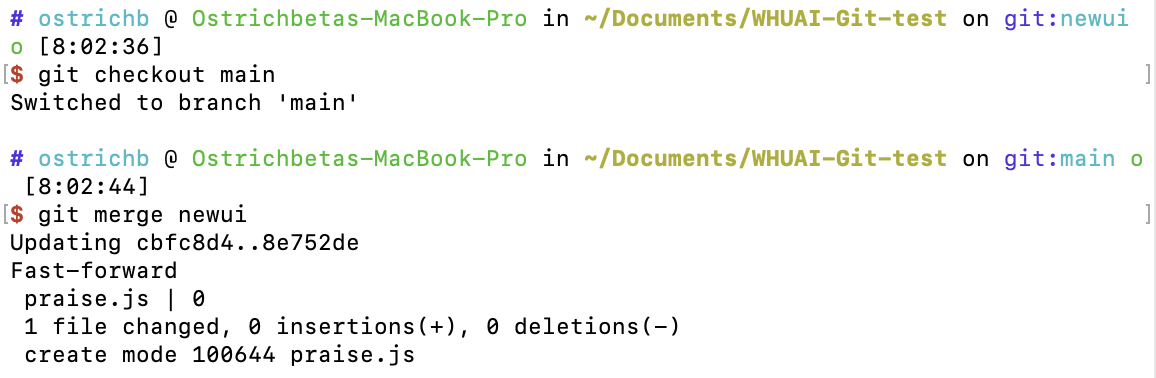 # ostrichb @ Ostrichbetas-MacBook-Pro in ~/Documents/WHUAI-Git-test on git:newui
o [8:02:36]
[$ git checkout main ]
Switched to branch 'main'
# ostrichb @ Ostrichbetas-MacBook-Pro in ~/Documents/WHUAI-Git-test on git:main o
[8:02:44]
[$ git merge newui ]
Updating cbfc8d4..8e752de
Fast-forward
praise.js | 0
1 file changed, 0 insertions(+), 0 deletions(-)
create mode 100644 praise.js